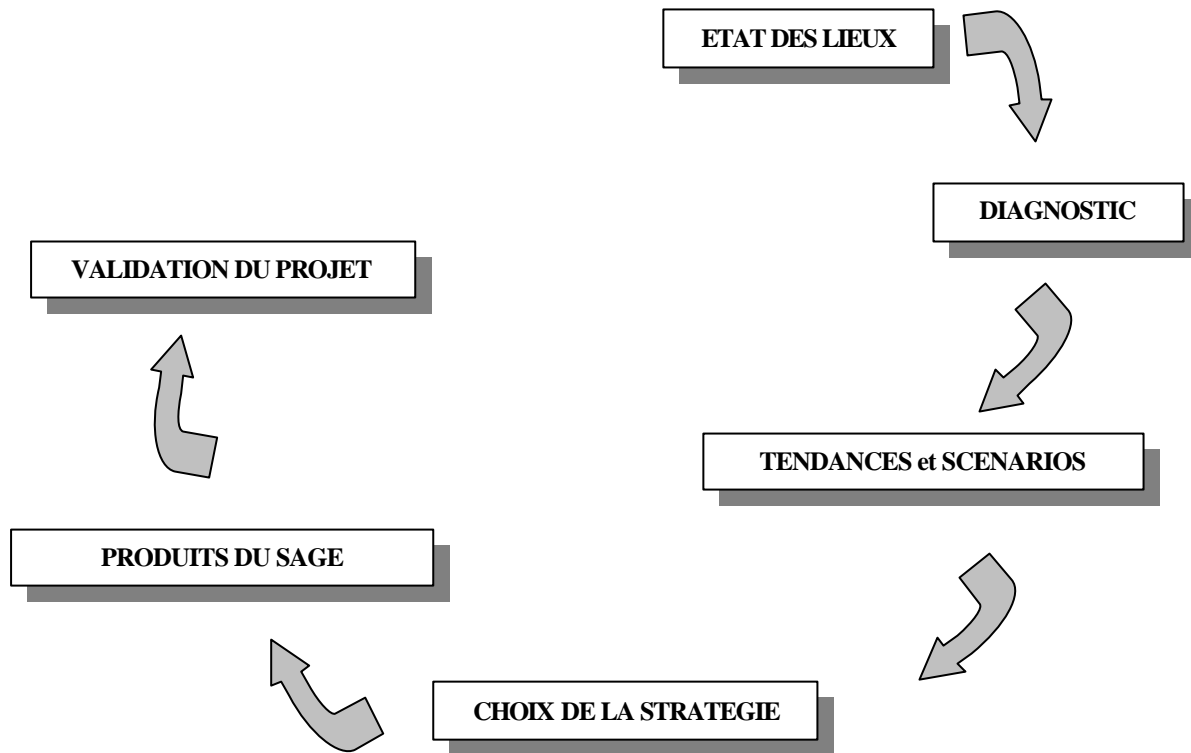 ETAT DES LIEUX
DIAGNOSTIC
TENDANCES et SCENARIOS
CHOIX DE LA STRATEGIE
PRODUITS DU SAGE
VALIDATION DU PROJET